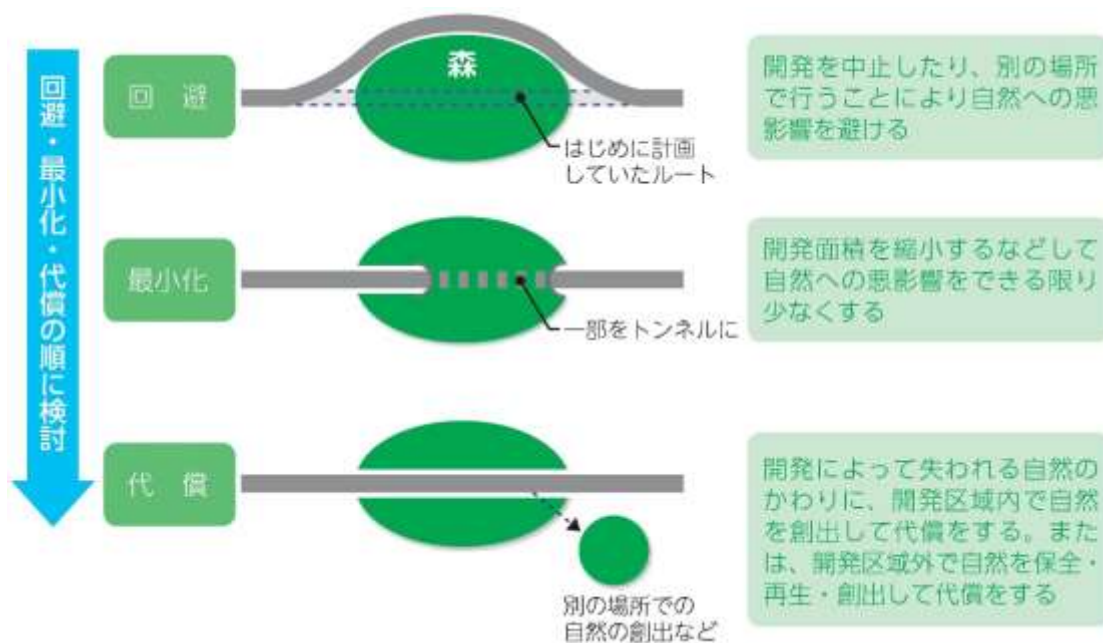 回避・最小化・代償の順に検討
回避
森
はじめに計画
していたルート
開発を中止したり、別の場所
で行うことにより自然への悪
影響を避ける
最小化
一部をトンネルに
開発面積を縮小するなどして
自然への悪影響をできる限り
少なくする
代償
別の場所での
自然の創出など
開発によって失われる自然の
かわりに、開発区域内で自然
を創出して代償をする。また
は、開発区域外で自然を保全・
再生・創出して代償をする